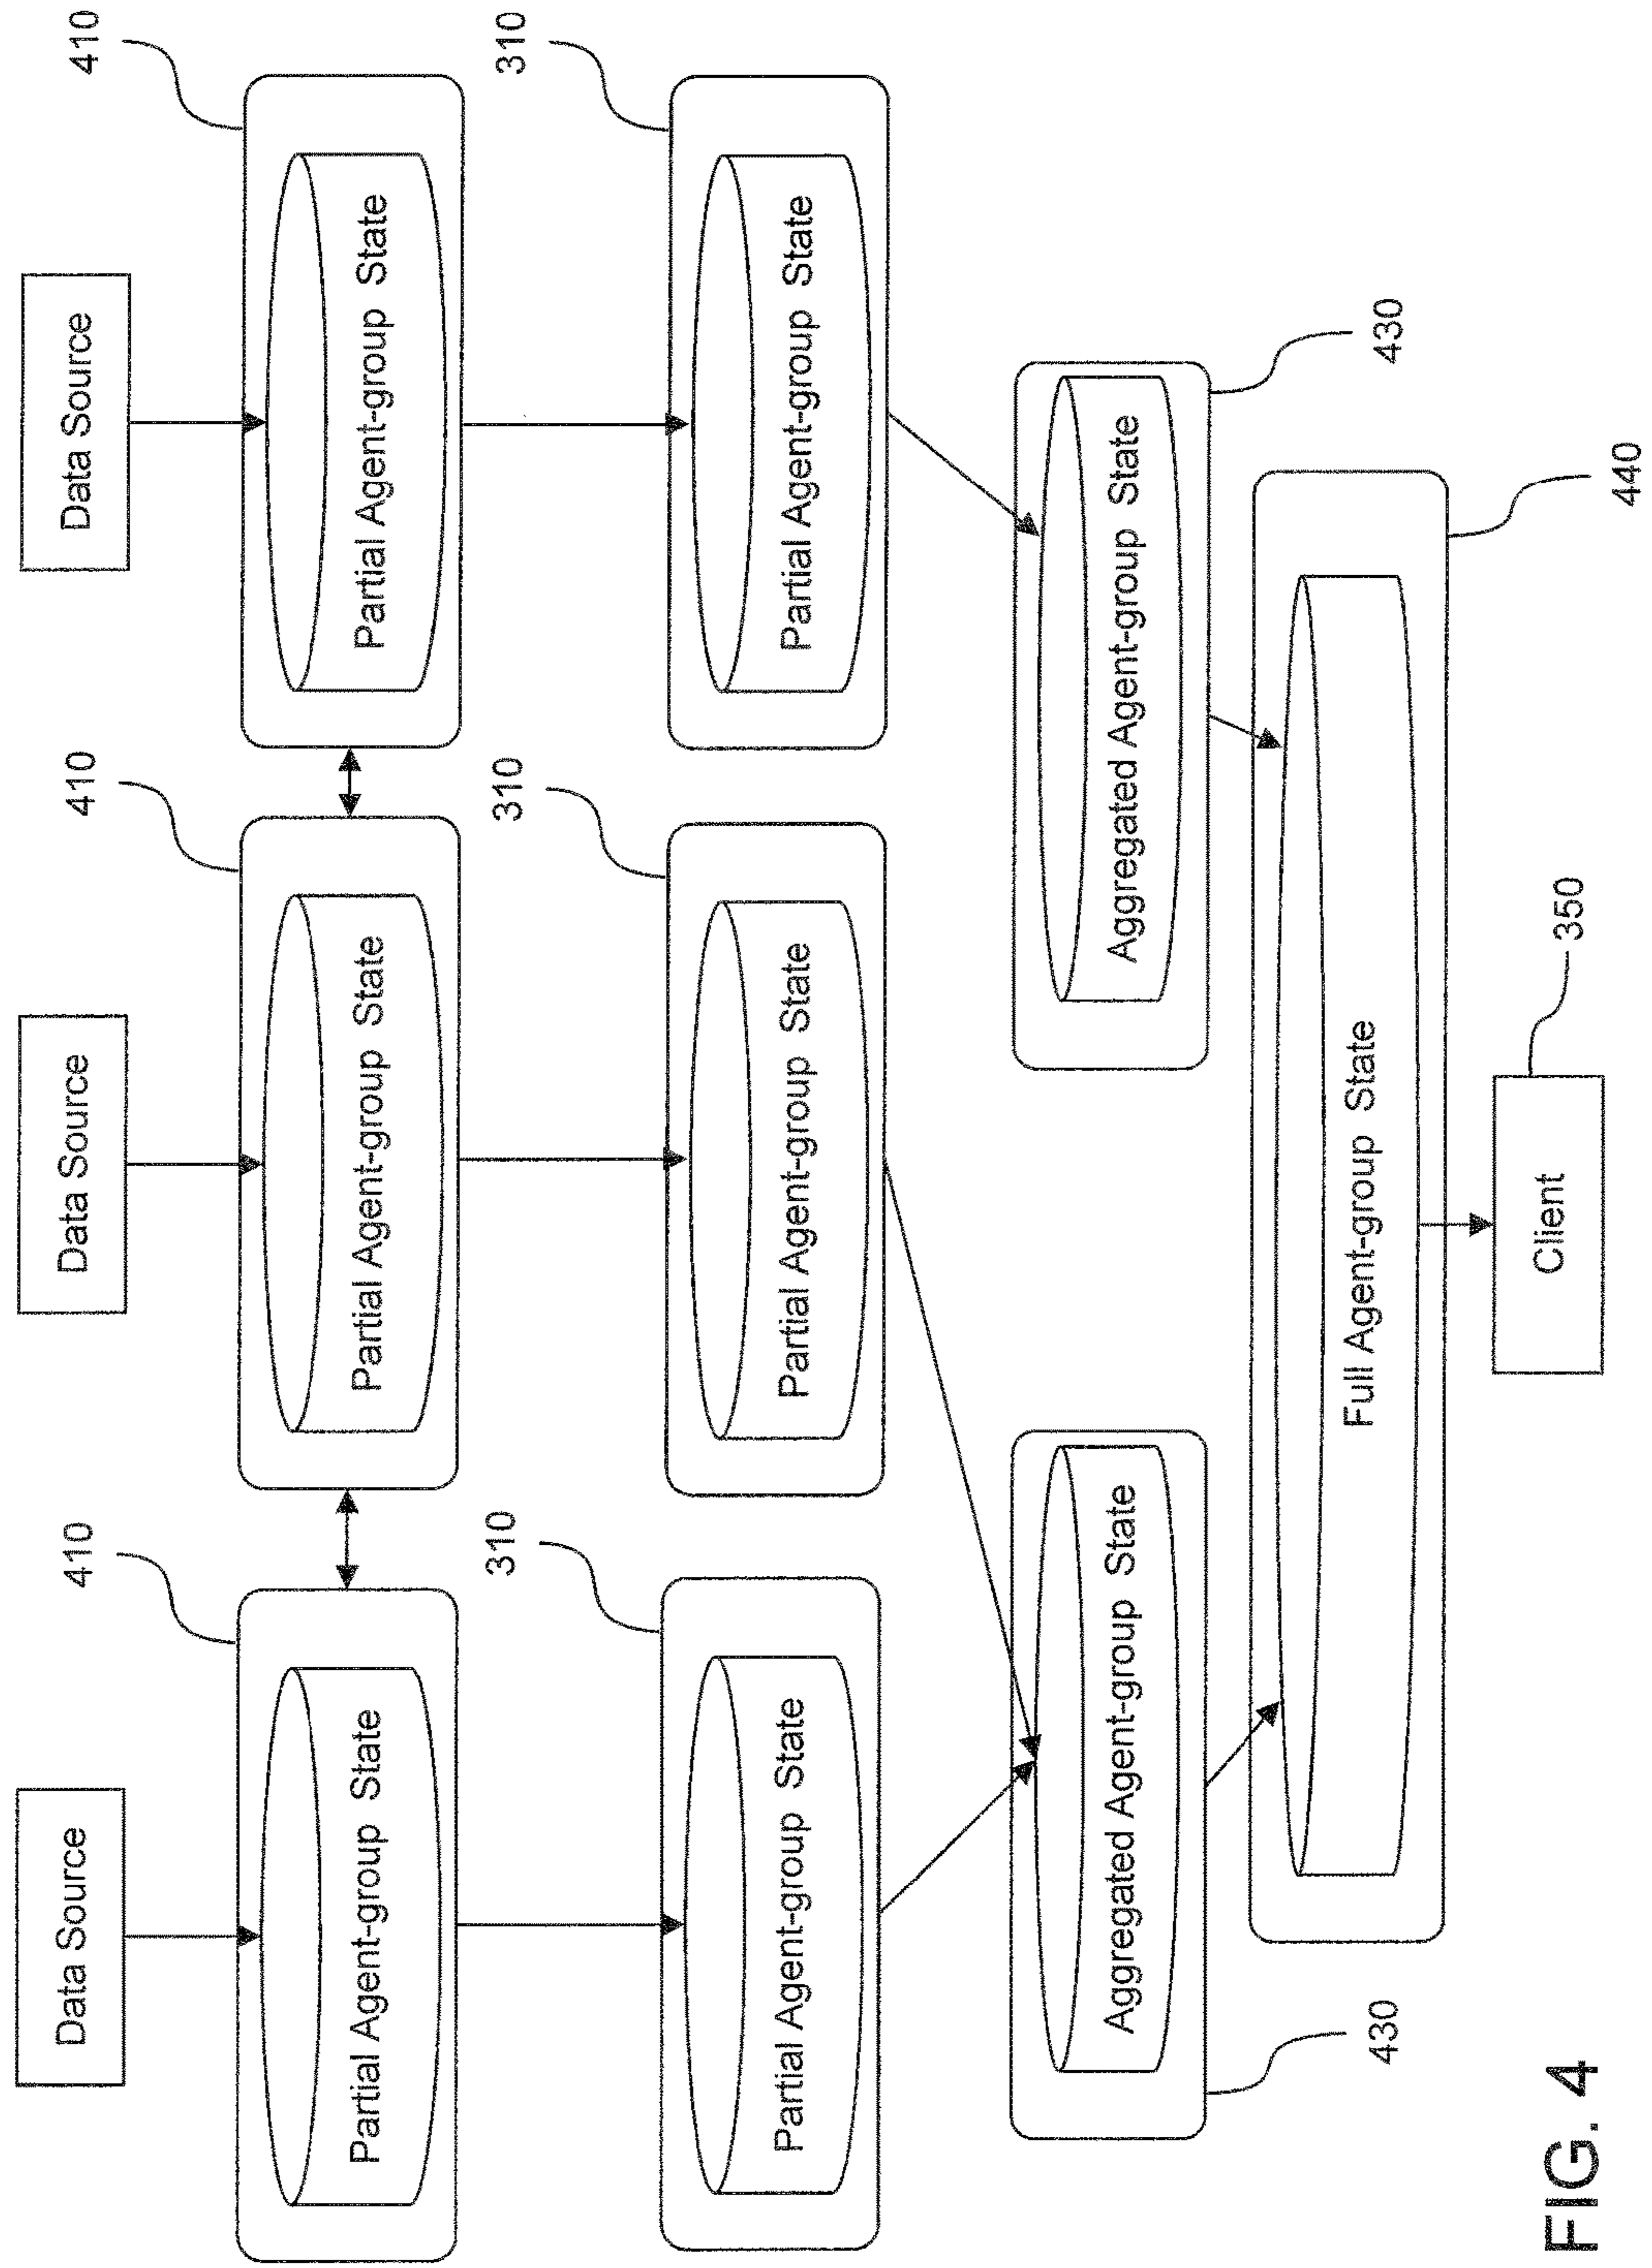 Data Source
Data Source
Data Source
410
410
410
Partial Agent-group State
Partial Agent-group State
Partial Agent-group State
310
310
310
Partial Agent-group State
Partial Agent-group State
Partial Agent-group State
Aggregated Agent-group State
Aggregated Agent-group State
430
430
Full Agent-group State
Client
350
440
FIG. 4